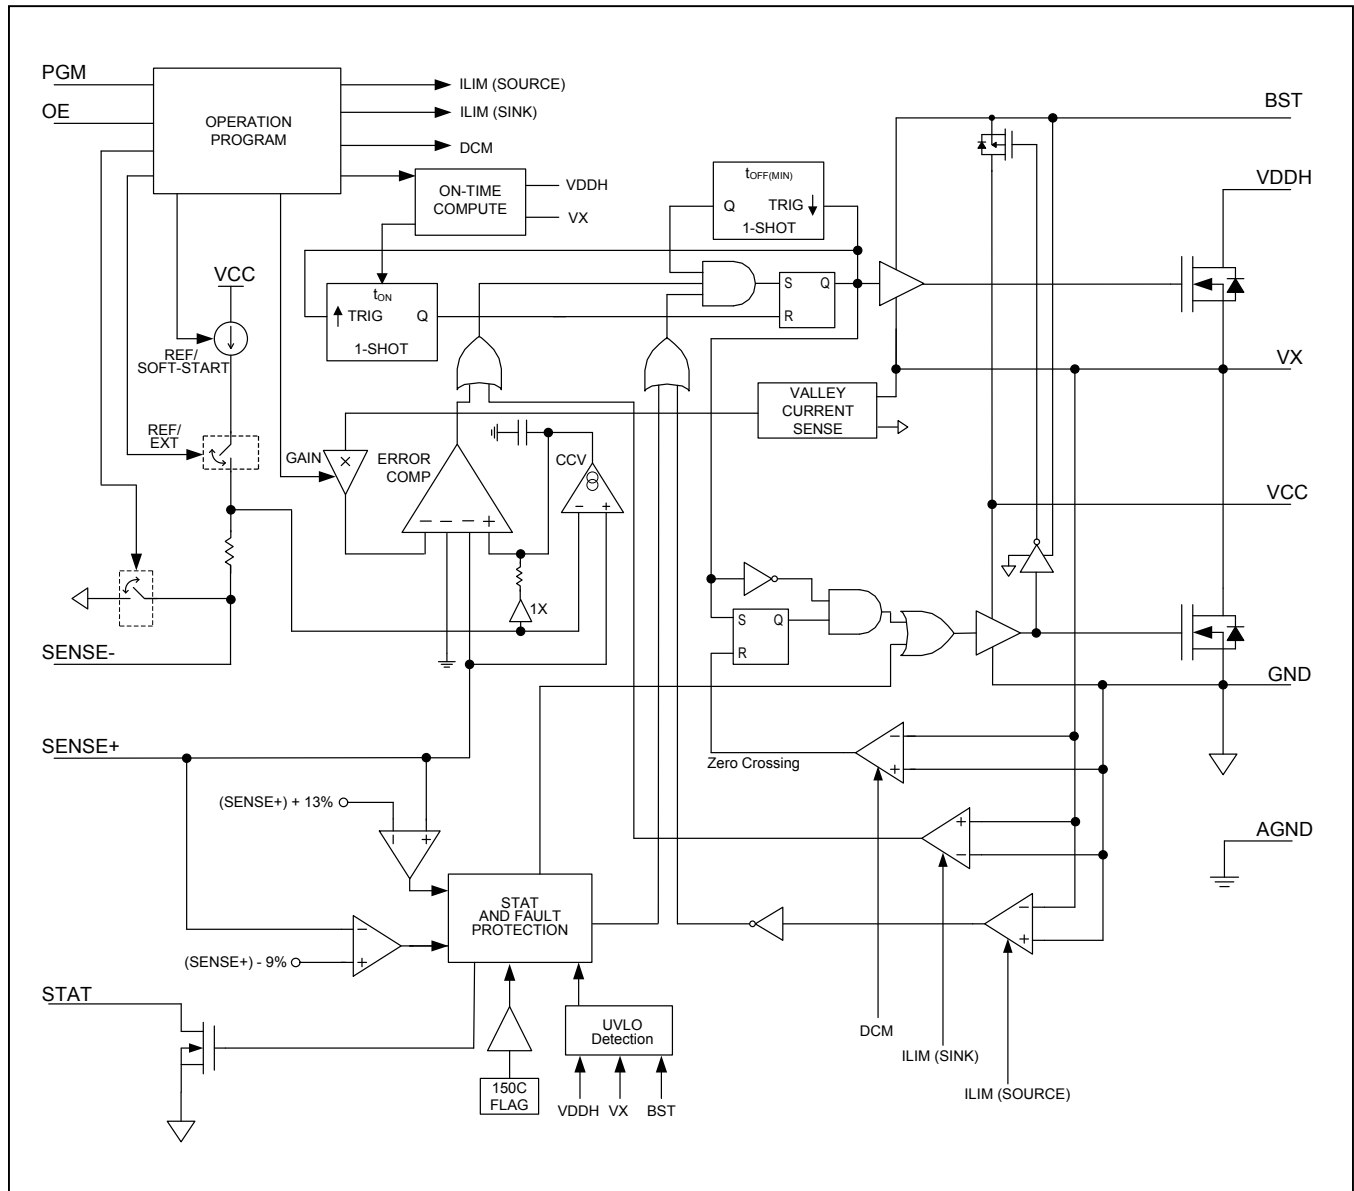 PGM
OE
OPERATION
PROGRAM
ILIM (SOURCE)
ILIM (SINK)
DCM
ON-TIME
COMPUTE
VDDH
VX
tOFF(MIN)
Q
TRIG
1-SHOT
BST
VDDH
VCC
REF/
SOFT-START
tON
TRIG
Q
1-SHOT
S
Q
R
VX
VALLEY
CURRENT
SENSE
REF/
EXT
GAIN
×
ERROR
COMP
− − − +
CCV
− +
VCC
1X
S
Q
R
SENSE-
GND
SENSE+
Zero Crossing
−
+
(SENSE+) + 13%
− +
+
−
AGND
STAT
AND FAULT
PROTECTION
−
+
(SENSE+) - 9%
−
+
STAT
UVLO
Detection
150C
FLAG
VDDH
VX
BST
DCM
ILIM (SINK)
ILIM (SOURCE)